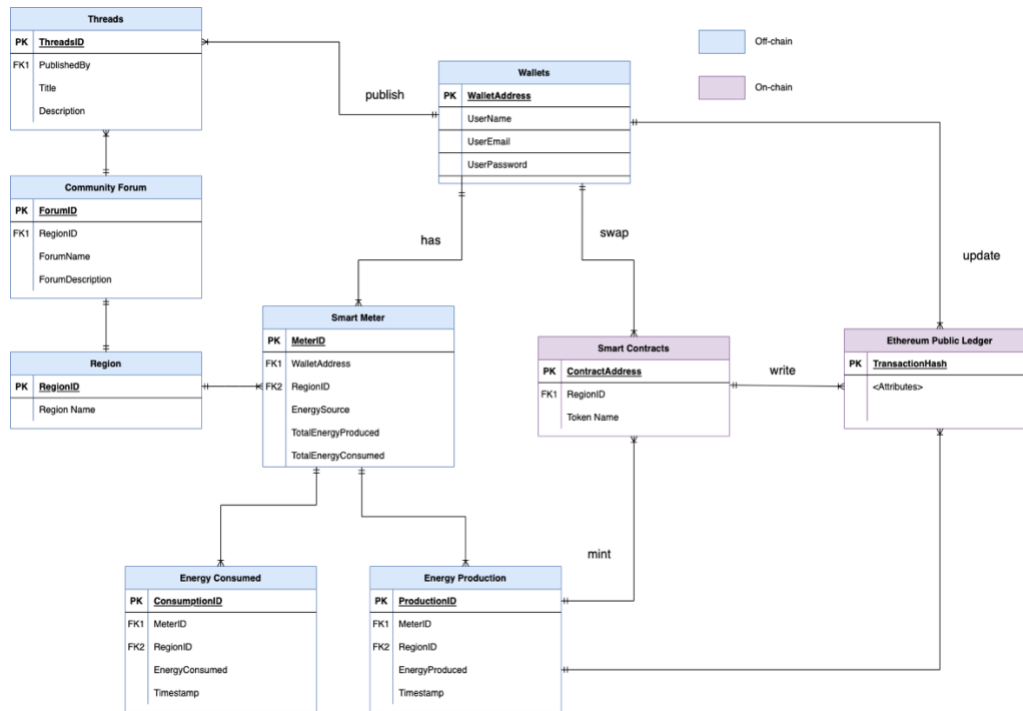 Threads
PK ThreadsID
FK1 PublishedBy
Title
Description
publish
Wallets
PK WalletAddress
UserName
UserEmail
UserPassword
Off-chain
On-chain
Community Forum
PK ForumID
FK1 RegionID
ForumName
ForumDescription
has
swap
update
Region
PK RegionID
Region Name
Smart Meter
PK MeterID
FK1 WalletAddress
FK2 RegionID
EnergySource
TotalEnergyProduced
TotalEnergyConsumed
Smart Contracts
PK ContractAddress
FK1 RegionID
Token Name
write
Ethereum Public Ledger
PK TransactionHash
<Attributes>
mint
Energy Consumed
PK ConsumptionID
FK1 MeterID
FK2 RegionID
EnergyConsumed
Timestamp
Energy Production
PK ProductionID
FK1 MeterID
FK2 RegionID
EnergyProduced
Timestamp